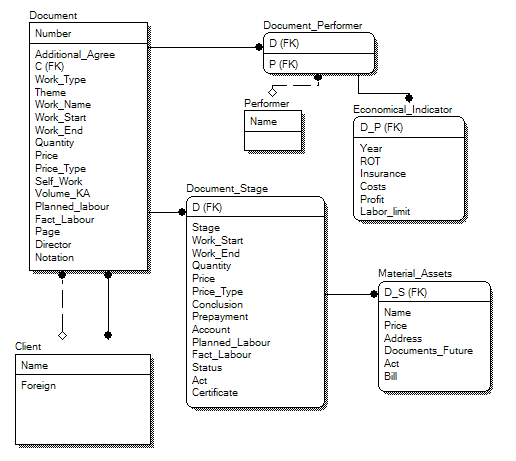 Document
Number
Additional_Agree
C (FK)
Work_Type
Theme
Work_Name
Work_Start
Work_End
Quantity
Price
Price_Type
Self_Work
Volume_KA
Planned_labour
Fact_Labour
Page
Director
Notation
Document_Performer
D (FK)
P (FK)
Performer
Name
Economical_Indicator
D_P (FK)
Year
ROT
Insurance
Costs
Profit
Labor_limit
Document_Stage
D (FK)
Stage
Work_Start
Work_End
Quantity
Price
Price_Type
Conclusion
Prepayment
Account
Planned_Labour
Fact_Labour
Status
Act
Certificate
Material_Assets
D_S (FK)
Name
Price
Address
Documents_Future
Act
Bill
Client
Name
Foreign